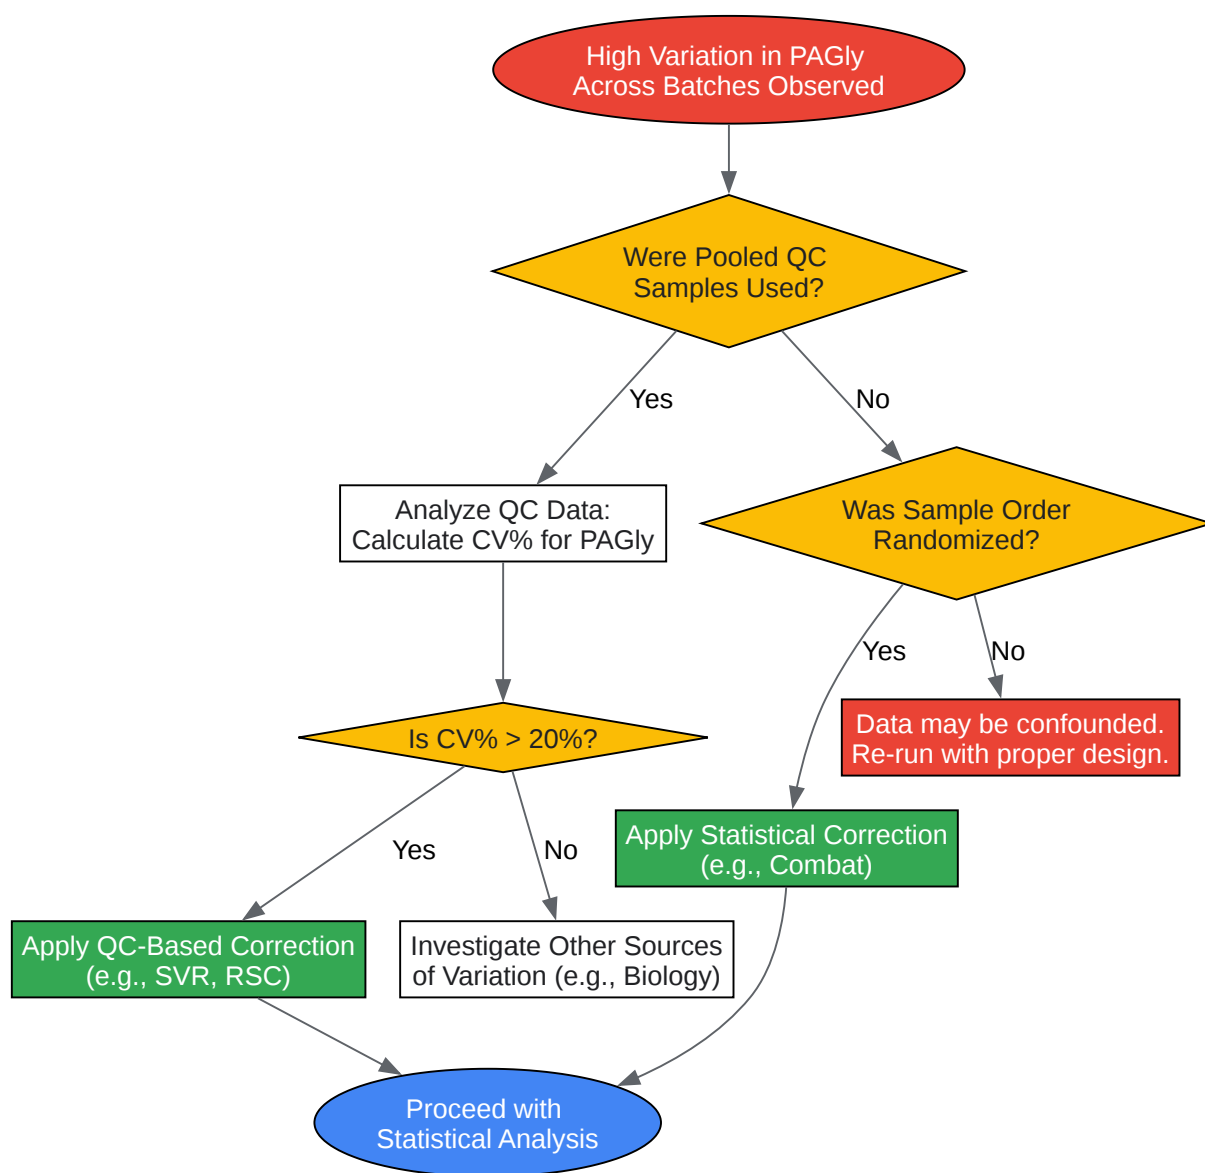 High Variation in PAGly
Across Batches Observed
Were Pooled QC
Samples Used?
Yes
No
Analyze QC Data:
Calculate CV% for PAGly
Was Sample Order
Randomized?
Yes
No
Is CV% > 20%?
Data may be confounded.
Re-run with proper design.
Yes
No
Apply Statistical Correction
(e.g., Combat)
Apply QC-Based Correction
(e.g., SVR, RSC)
Investigate Other Sources
of Variation (e.g., Biology)
Proceed with
Statistical Analysis